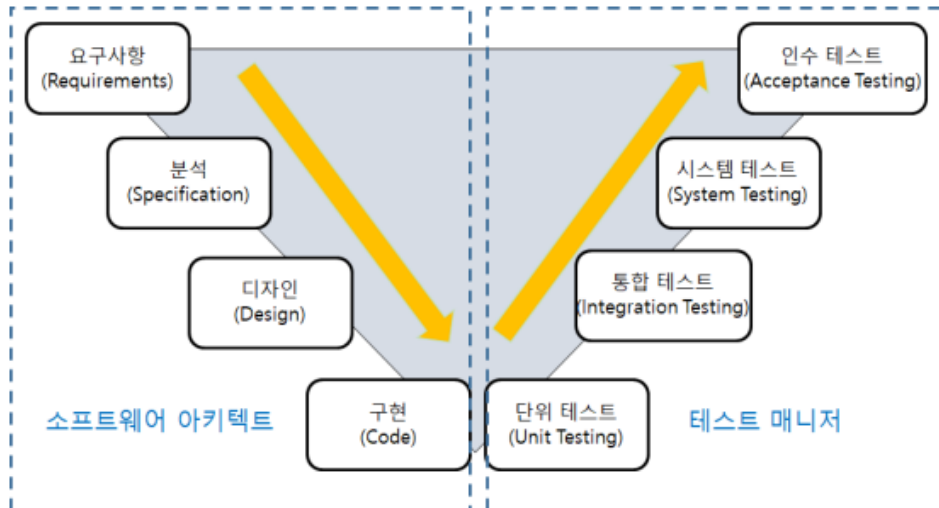 요구사항
(Requirements)
분석
(Specification)
디자인
(Design)
구현
(Code)
소프트웨어 아키텍트
인수 테스트
(Acceptance Testing)
시스템 테스트
(System Testing)
통합 테스트
(Integration Testing)
단위 테스트
(Unit Testing)
테스트 매니저